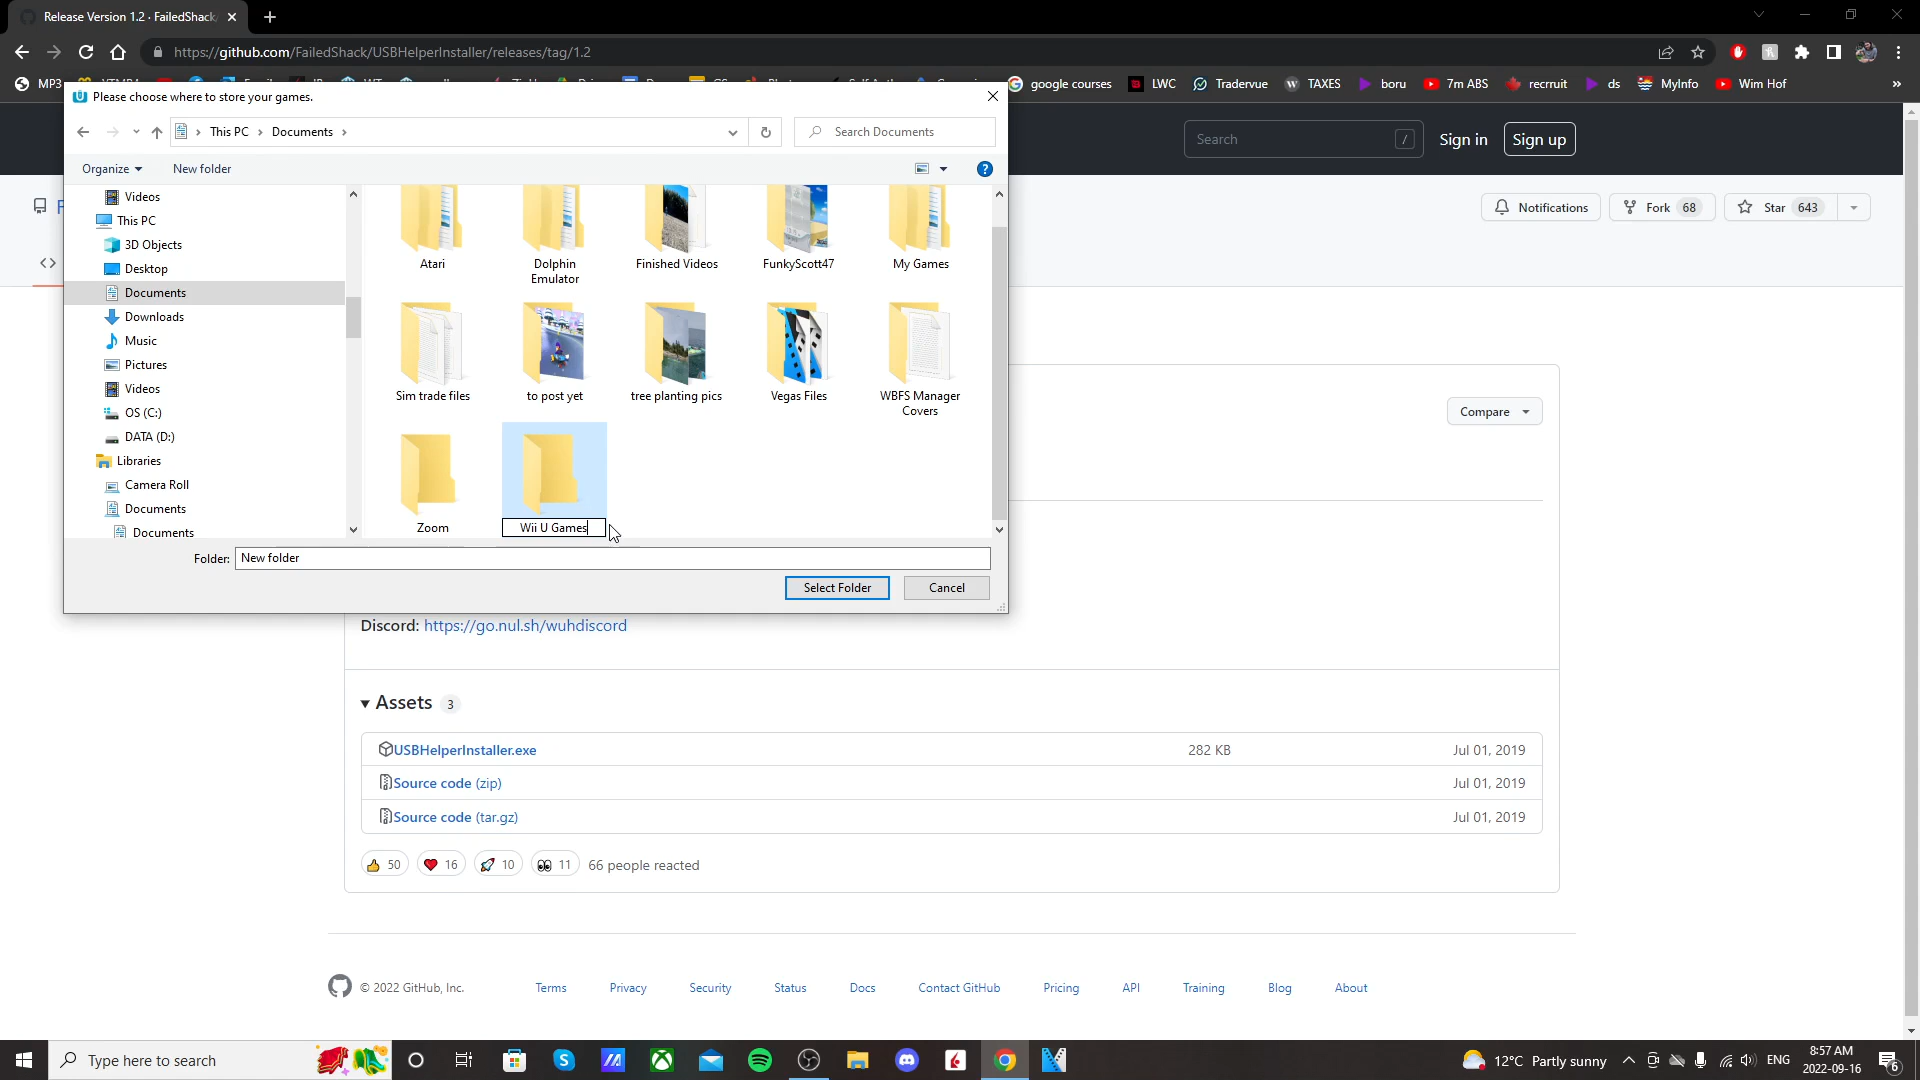 Release Version 1.2 · FailedShack
https://github.com/FailedShack/USBHelperInstaller/releases/tag/1.2
MP3
google courses
LWC
Tradervue
TAXES
boru
7m ABS
recrruit
ds
MyInfo
Wim Hof
»
Please choose where to store your games.
This PC > Documents >
Search Documents
Search
/
Sign in
Sign up
Organize
New folder
Notifications
Fork 68
Star 643
Videos
This PC
3D Objects
Desktop
Documents
Downloads
Music
Pictures
Videos
OS (C:)
DATA (D:)
Libraries
Camera Roll
Documents
Documents
Atari
Dolphin
Emulator
Finished Videos
FunkyScott47
My Games
Sim trade files
to post yet
tree planting pics
Vegas Files
WBFS Manager
Covers
Zoom
Wii U Games
Compare
Folder: New folder
Select Folder
Cancel
Discord: https://go.nul.sh/wuhdiscord
Assets 3
USBHelperInstaller.exe 282 KB Jul 01, 2019
Source code (zip) Jul 01, 2019
Source code (tar.gz) Jul 01, 2019
50 16 10 11 66 people reacted
© 2022 GitHub, Inc.
Terms
Privacy
Security
Status
Docs
Contact GitHub
Pricing
API
Training
Blog
About
Type here to search
12°C Partly sunny
ENG
8:57 AM
2022-09-16
6